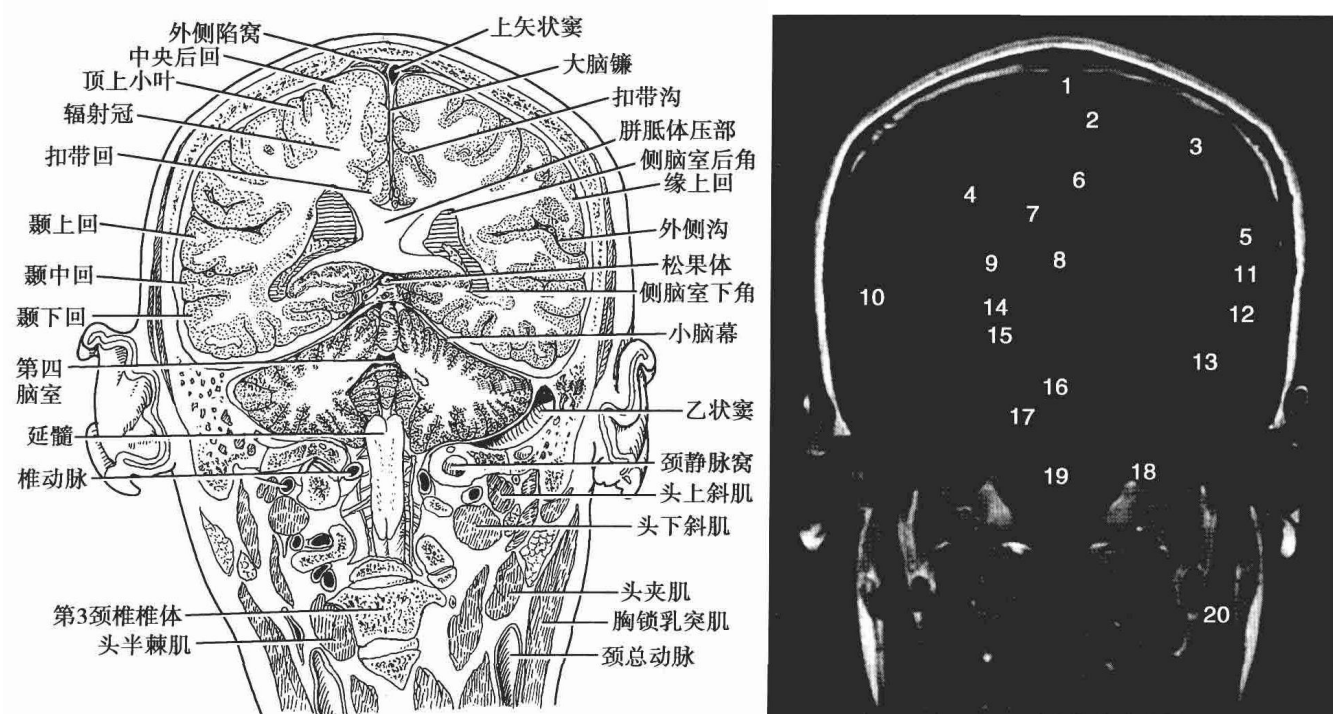 外侧陷窝
中央后回
顶上小叶
辐射冠
扣带回
颞上回
颞中回
颞下回
第四
脑室
延髓
椎动脉
第3颈椎椎体
头半棘肌
上矢状窦
大脑镰
扣带沟
胼胝体压部
侧脑室后角
缘上回
外侧沟
松果体
侧脑室下角
小脑幕
乙状窦
颈静脉窝
头上斜肌
头下斜肌
头夹肌
胸锁乳突肌
颈总动脉
1
2
3
4
6
7
5
9
8
11
10
14
12
15
13
16
17
19
18
20